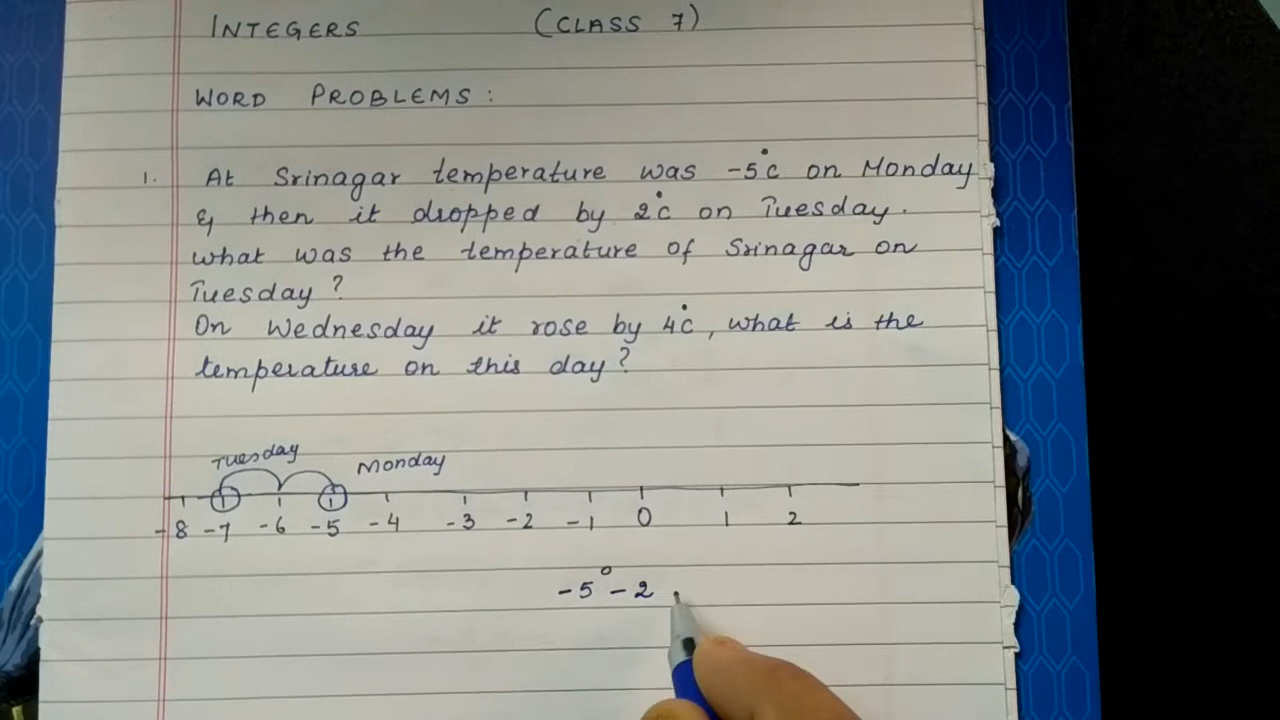 INTEGERS (CLASS 7)
WORD PROBLEMS:
1. At Srinagar temperature was -5°c on Monday
& then it dropped by 2°c on Tuesday.
what was the temperature of Srinagar on
Tuesday?
On Wednesday it rose by 4°c, what is the
temperature on this day?
Tuesday Monday
-8 -7 -6 -5 -4 -3 -2 -1 0 1 2
-5° - 2